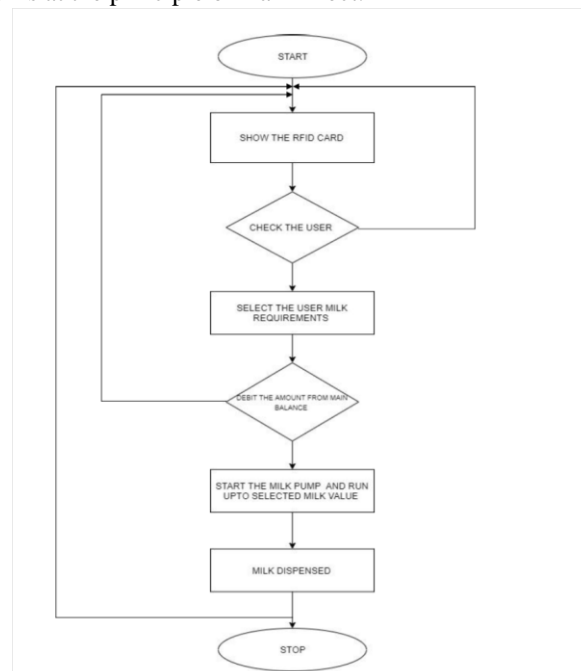 START
SHOW THE RFID CARD
CHECK THE USER
SELECT THE USER MILK
REQUIREMENTS
DEBIT THE AMOUNT FROM MAIN
BALANCE
START THE MILK PUMP AND RUN
UPTO SELECTED MILK VALUE
MILK DISPENSED
STOP